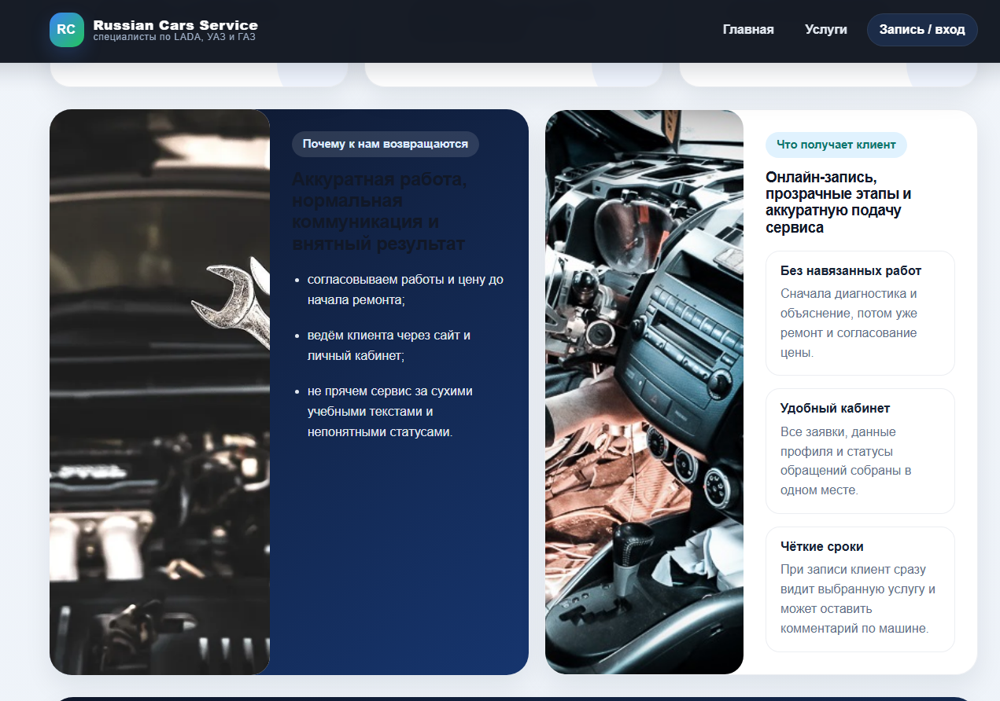 RC
Russian Cars Service
специалисты по LADA, УАЗ и ГАЗ
Главная
Услуги
Запись / вход
Почему к нам возвращаются
Аккуратная работа,
нормальная
коммуникация и
внятный результат
согласовываем работы и цену до
начала ремонта;
ведём клиента через сайт и
личный кабинет;
не прячем сервис за сухими
учебными текстами и
непонятными статусами.
Что получает клиент
Онлайн-запись,
прозрачные этапы и
аккуратную подачу
сервиса
Без навязанных работ
Сначала диагностика и
объяснение, потом уже
ремонт и согласование
цены.
Удобный кабинет
Все заявки, данные
профиля и статусы
обращений собраны в
одном месте.
Чёткие сроки
При записи клиент сразу
видит выбранную услугу и
может оставить
комментарий по машине.